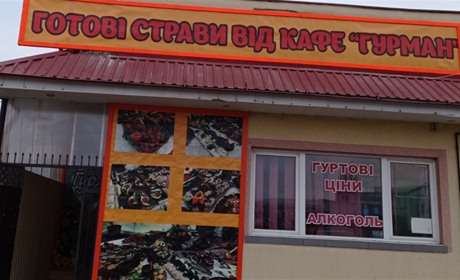 ГОТОВІ СТРАВИ ВІД КАФЕ "ГУРМАН"
ГУРТОВІ
ЦІНИ
АЛКОГОЛЬ